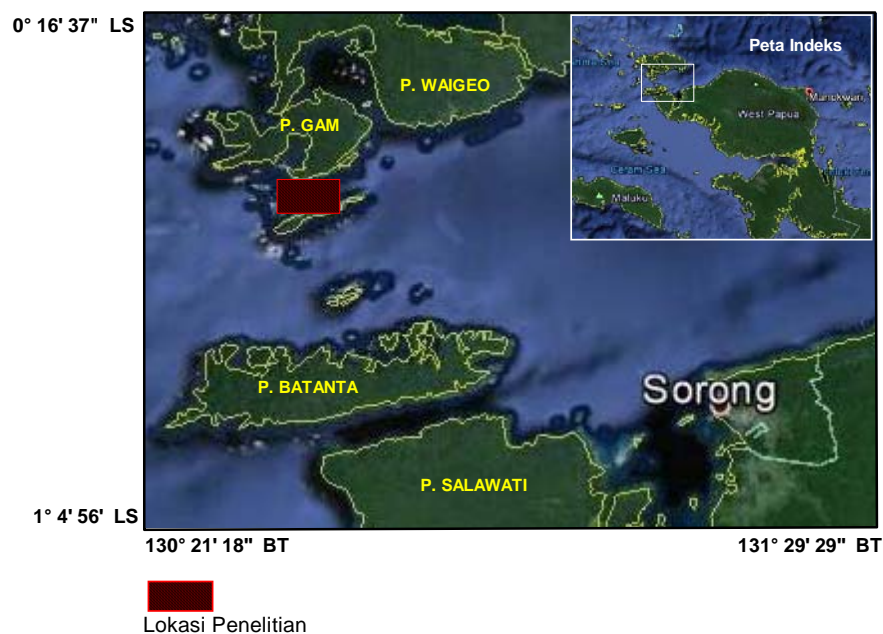 0° 16' 37" LS
Peta Indeks
P. WAIGEO
Manokwari
P. GAM
West Papua
Ceram Sea
Maluku
P. BATANTA
Sorong
P. SALAWATI
1° 4' 56' LS
130° 21' 18" BT
131° 29' 29" BT
Lokasi Penelitian